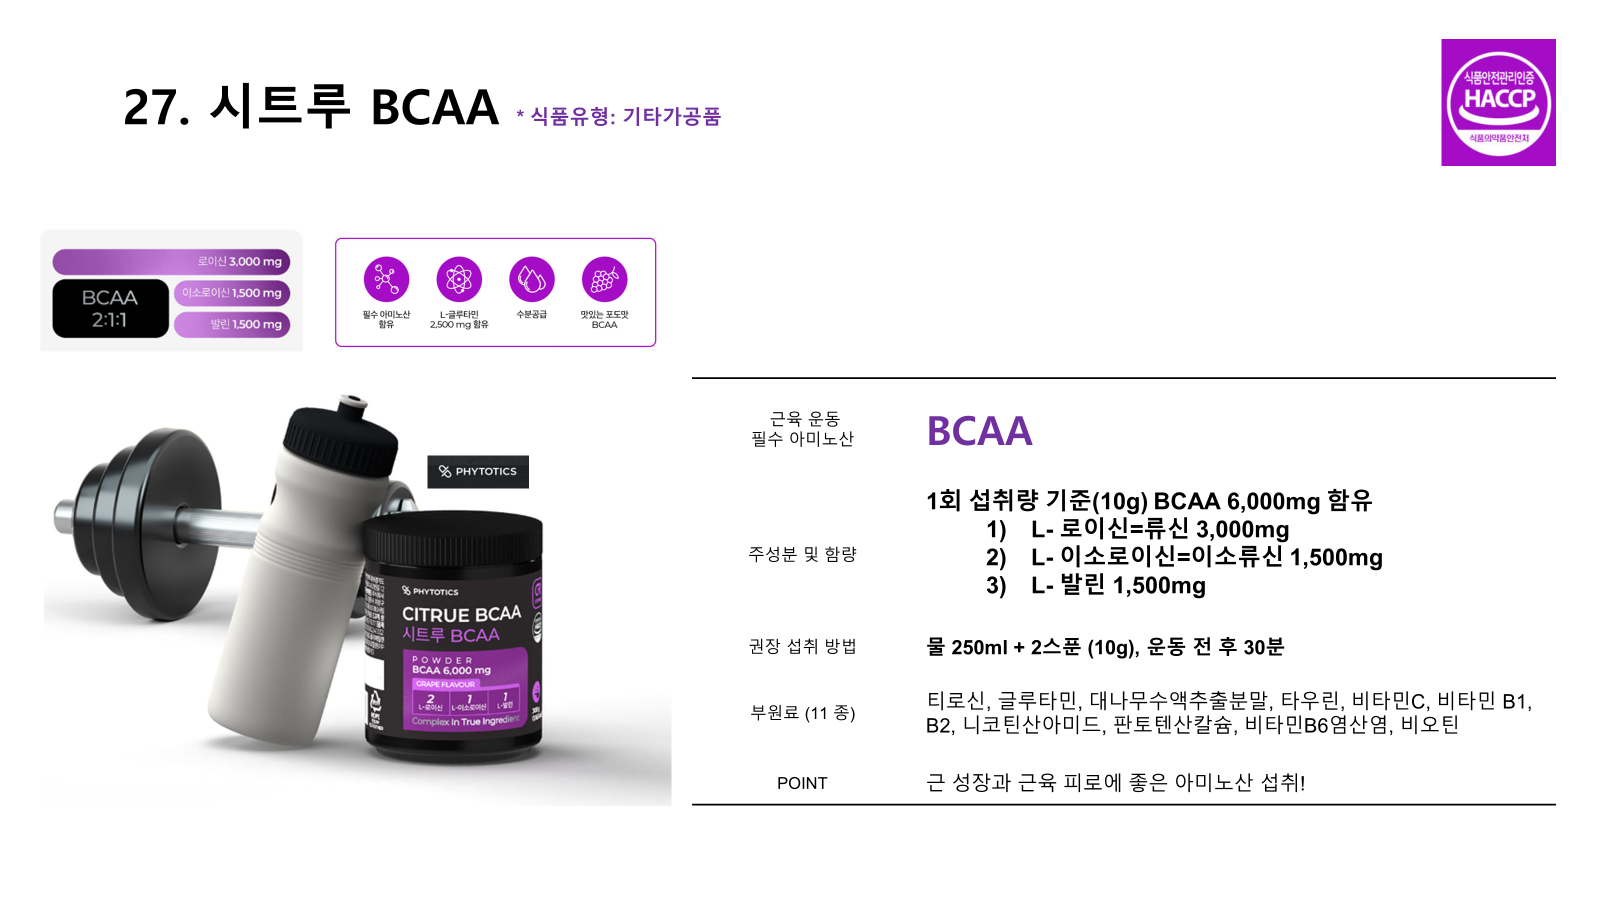 27. 시트루 BCAA * 식품유형: 기타가공품
식품안전관리인증
HACCP
식품의약품안전처
로이신 3,000 mg
BCAA
2:1:1
이소로이신 1,500 mg
발린 1,500 mg
필수 아미노산
함유
L-글루타민
2,500 mg 함유
수분공급
맛있는 포도맛
BCAA
PHYTOTICS
PHYTOTICS
CITRUE BCAA
시트루 BCAA
POWDER
BCAA 6,000 mg
GRAPE FLAVOUR
2 1 1
L-로이신 L-이소로이신 L-발린
Complex In True Ingredient
근육 운동
필수 아미노산
BCAA
주성분 및 함량
1회 섭취량 기준(10g) BCAA 6,000mg 함유
1) L- 로이신=류신 3,000mg
2) L- 이소로이신=이소류신 1,500mg
3) L- 발린 1,500mg
권장 섭취 방법
물 250ml + 2스푼 (10g), 운동 전 후 30분
부원료 (11 종)
티로신, 글루타민, 대나무수액추출분말, 타우린, 비타민C, 비타민 B1,
B2, 니코틴산아미드, 판토텐산칼슘, 비타민B6염산염, 비오틴
POINT
근 성장과 근육 피로에 좋은 아미노산 섭취!